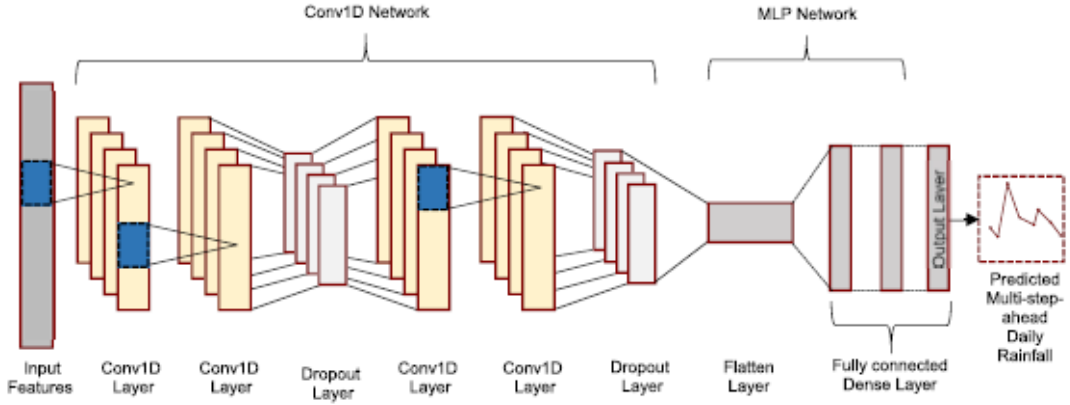 Conv1D Network
MLP Network
Output Layer
Predicted
Multi-step-
ahead
Daily
Rainfall
Input
Features
Conv1D
Layer
Conv1D
Layer
Dropout
Layer
Conv1D
Layer
Conv1D
Layer
Dropout
Layer
Flatten
Layer
Fully connected
Dense Layer